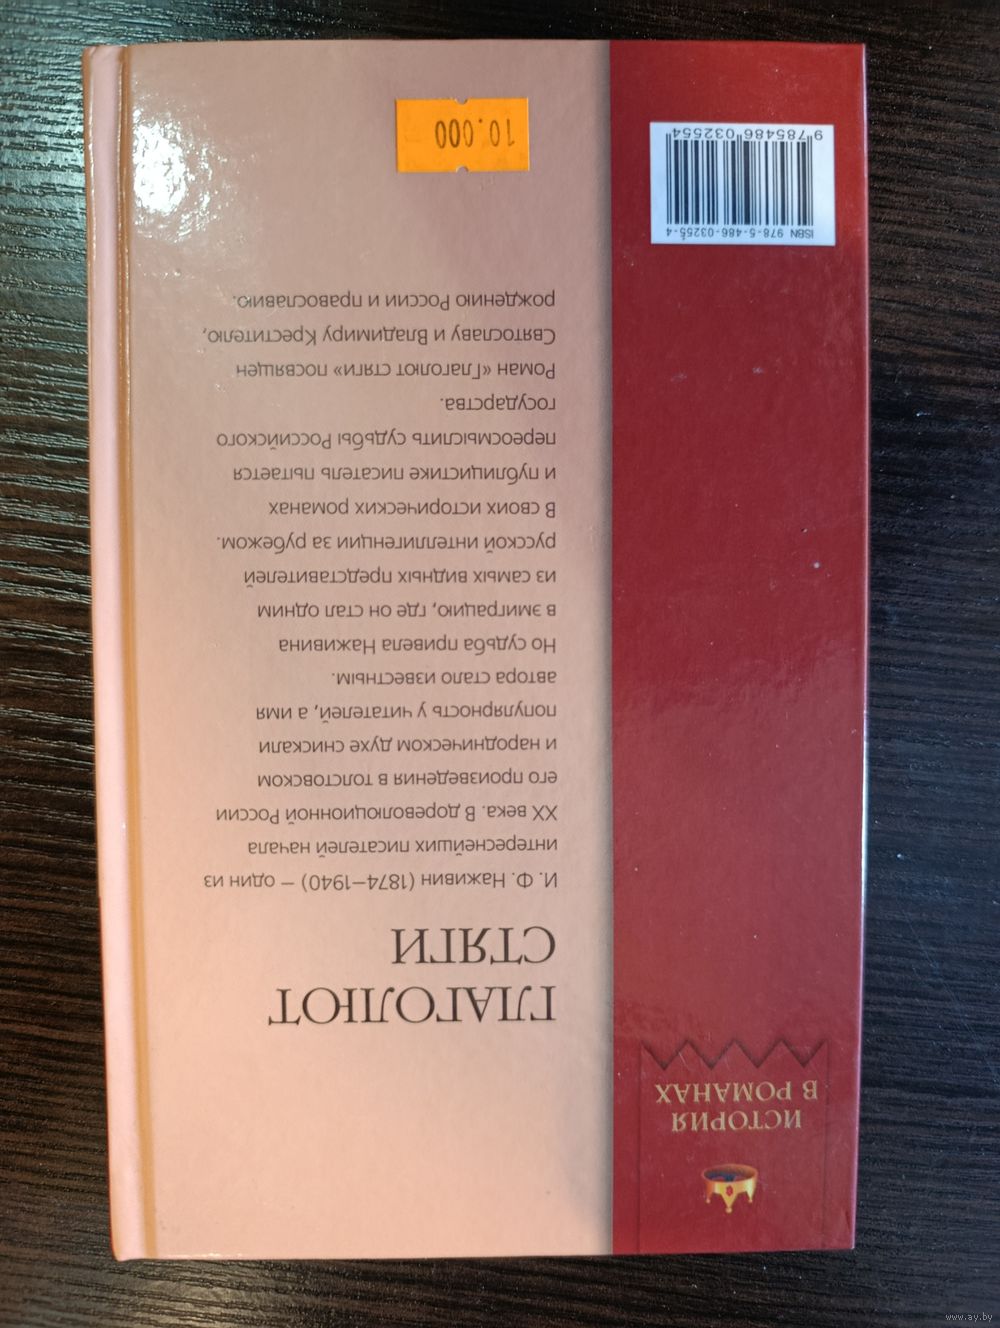 ИСТОРИЯ
В РОМАНАХ
ГЛАГОЛЮТ
СТЯГИ
И. Ф. Наживин (1874—1940) — один из
интереснейших писателей начала
XX века. В дореволюционной России
его произведения в толстовском
и народническом духе снискали
популярность у читателей, а имя
автора стало известным.
Но судьба привела Наживина
в эмиграцию, где он стал одним
из самых видных представителей
русской интеллигенции за рубежом.
В своих исторических романах
и публицистике писатель пытается
переосмыслить судьбы Российского
государства.
Роман «Глаголют стяги» посвящен
Святославу и Владимиру Крестителю,
рождению России и православию.
ISBN 978-5-486-03255-4
9 785486 032554
10.000
www.ay.by